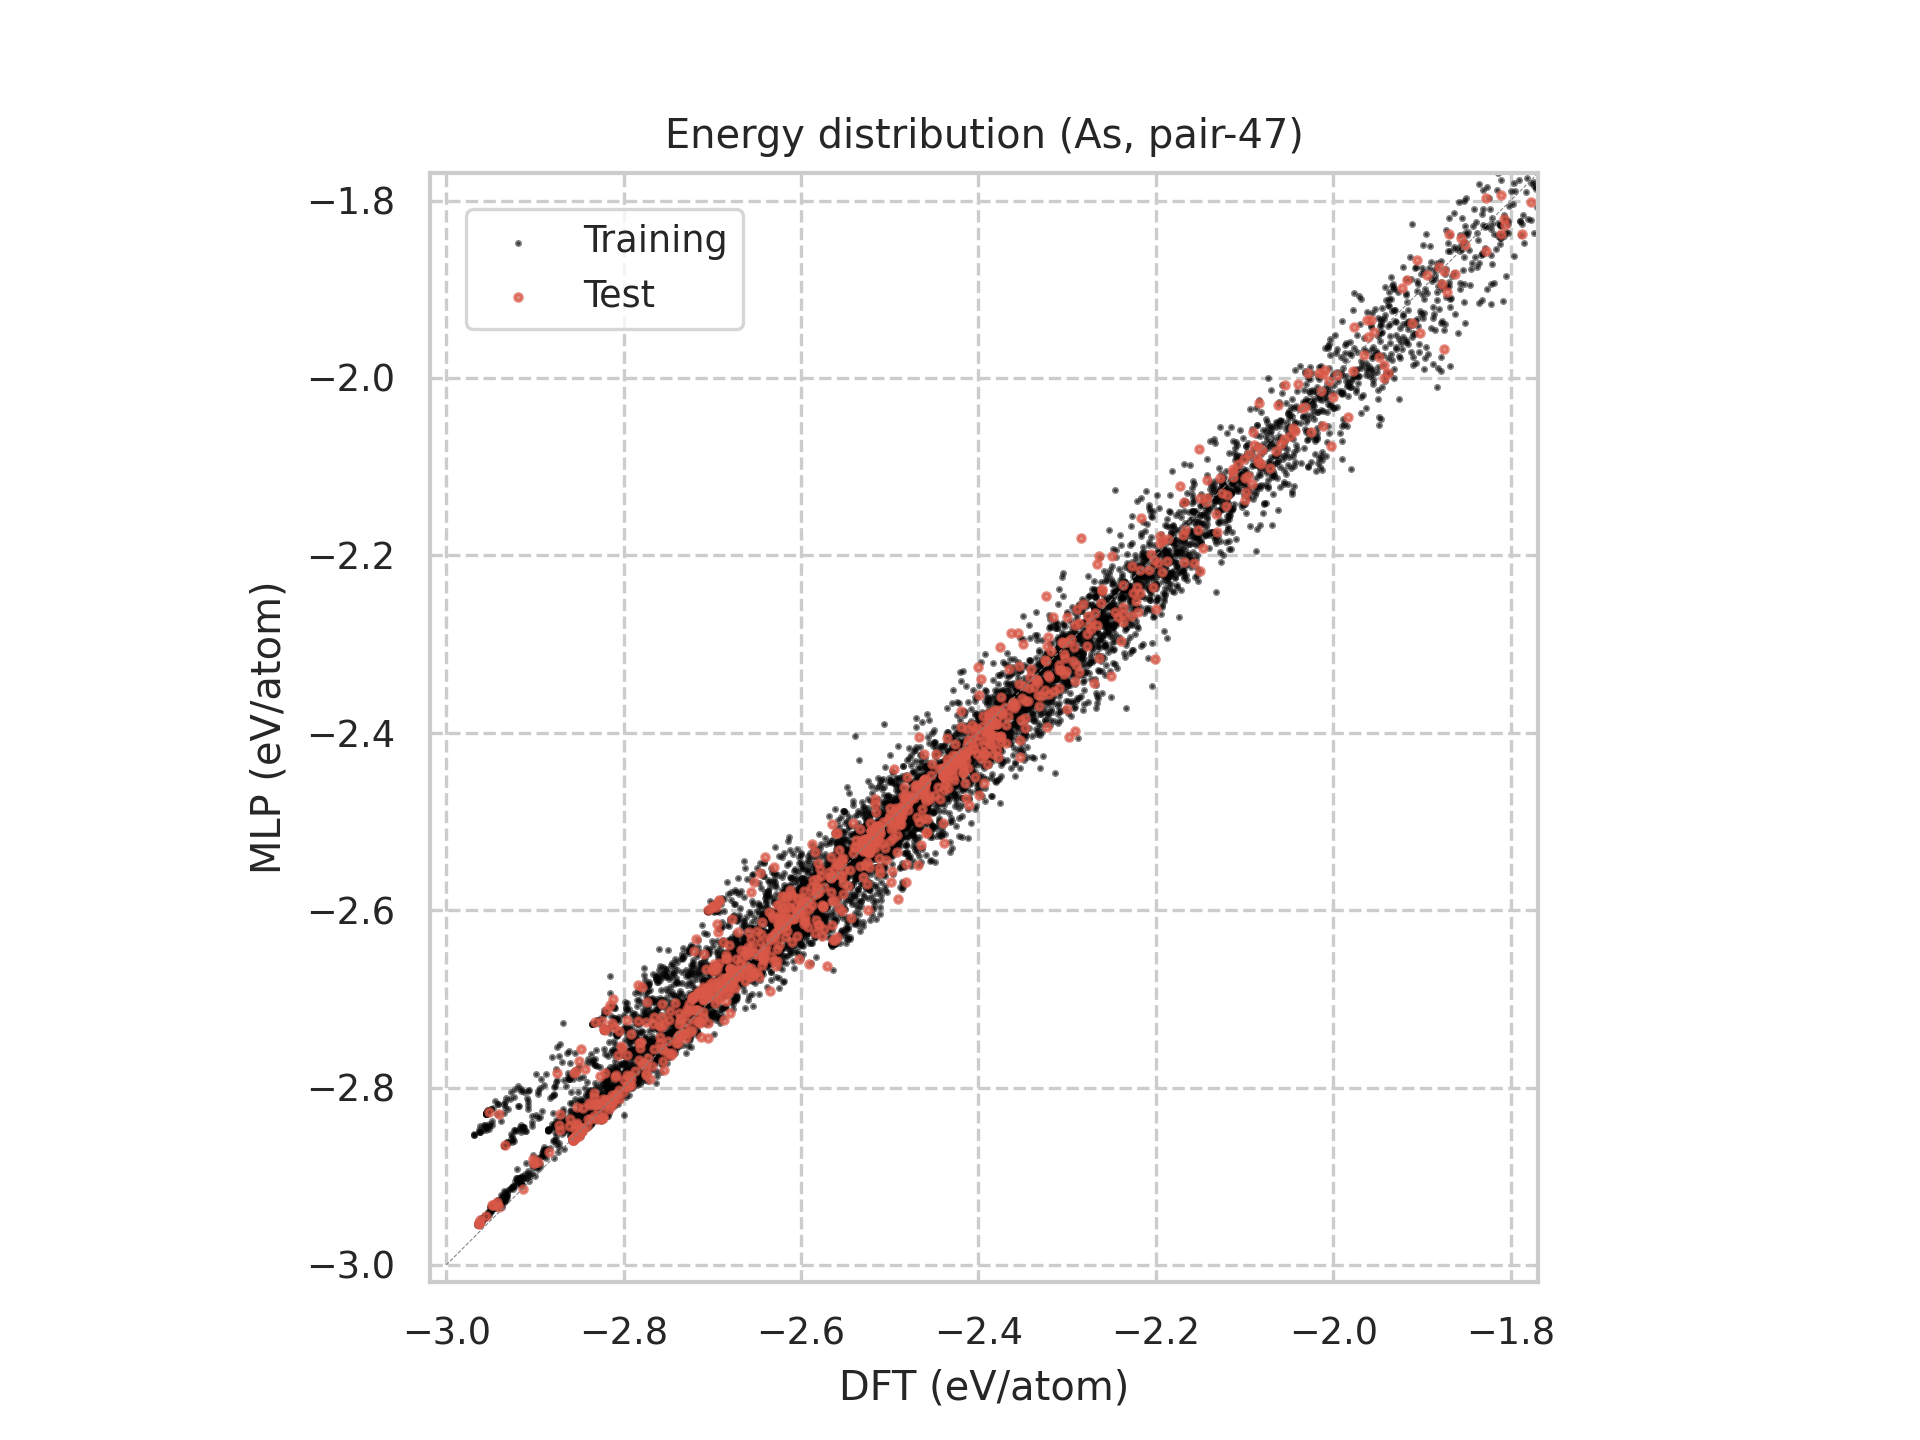 Energy distribution (As, pair-47)
Training
Test
MLP (eV/atom)
−1.8
−2.0
−2.2
−2.4
−2.6
−2.8
−3.0
−3.0 −2.8 −2.6 −2.4 −2.2 −2.0 −1.8
DFT (eV/atom)